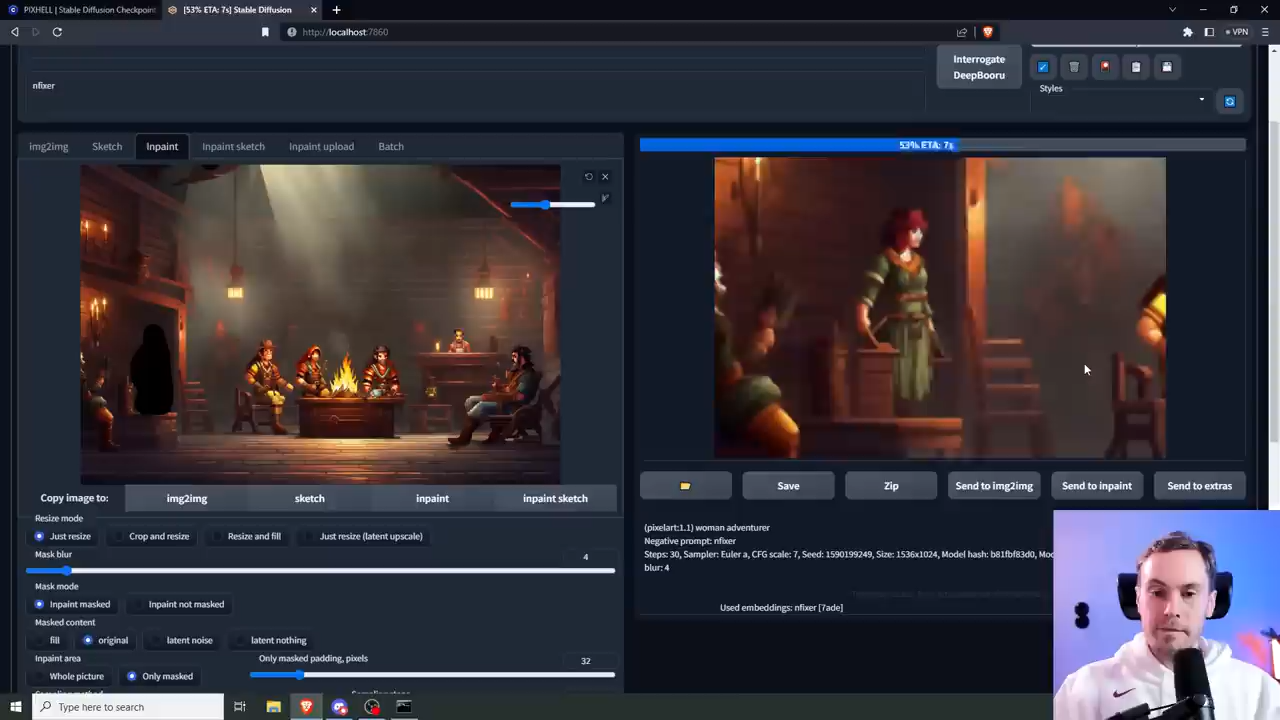 PIXHELL | Stable Diffusion Checkpoint
[53% ETA: 7s] Stable Diffusion
http://localhost:7860
VPN
Interrogate
DeepBooru
Styles
nfixer
img2img
Sketch
Inpaint
Inpaint sketch
Inpaint upload
Batch
53% ETA: 7s
Copy image to:
img2img
sketch
inpaint
inpaint sketch
Save
Zip
Send to img2img
Send to inpaint
Send to extras
Resize mode
Just resize
Crop and resize
Resize and fill
Just resize (latent upscale)
Mask blur
4
Mask mode
Inpaint masked
Inpaint not masked
Masked content
fill
original
latent noise
latent nothing
Inpaint area
Whole picture
Only masked
Only masked padding, pixels
32
(pixelart:1.1) woman adventurer
Negative prompt: nfixer
Steps: 30, Sampler: Euler a, CFG scale: 7, Seed: 1590199249, Size: 1536x1024, Model hash: b81fbf83d0, Mo
blur: 4
Used embeddings: nfixer [7ade]
Type here to search